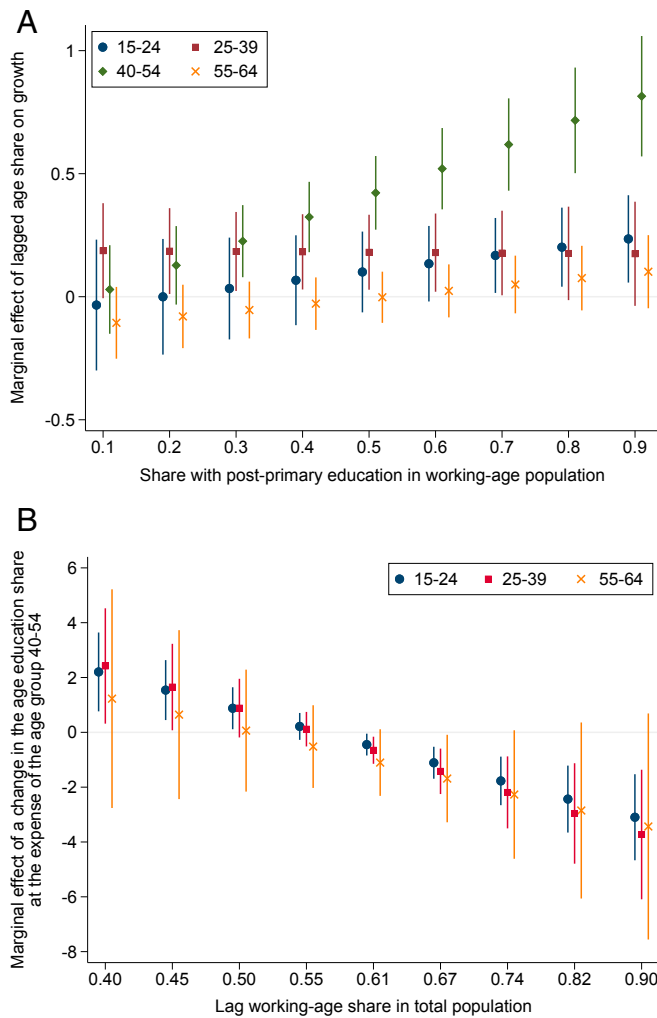 A
15-24
25-39
40-54
55-64
Marginal effect of lagged age share on growth
1
0.5
0
-0.5
0.1 0.2 0.3 0.4 0.5 0.6 0.7 0.8 0.9
Share with post-primary education in working-age population
B
15-24 25-39 55-64
Marginal effect of a change in the age education share
at the expense of the age group 40-54
6
4
2
0
-2
-4
-6
-8
0.40 0.45 0.50 0.55 0.61 0.67 0.74 0.82 0.90
Lag working-age share in total population